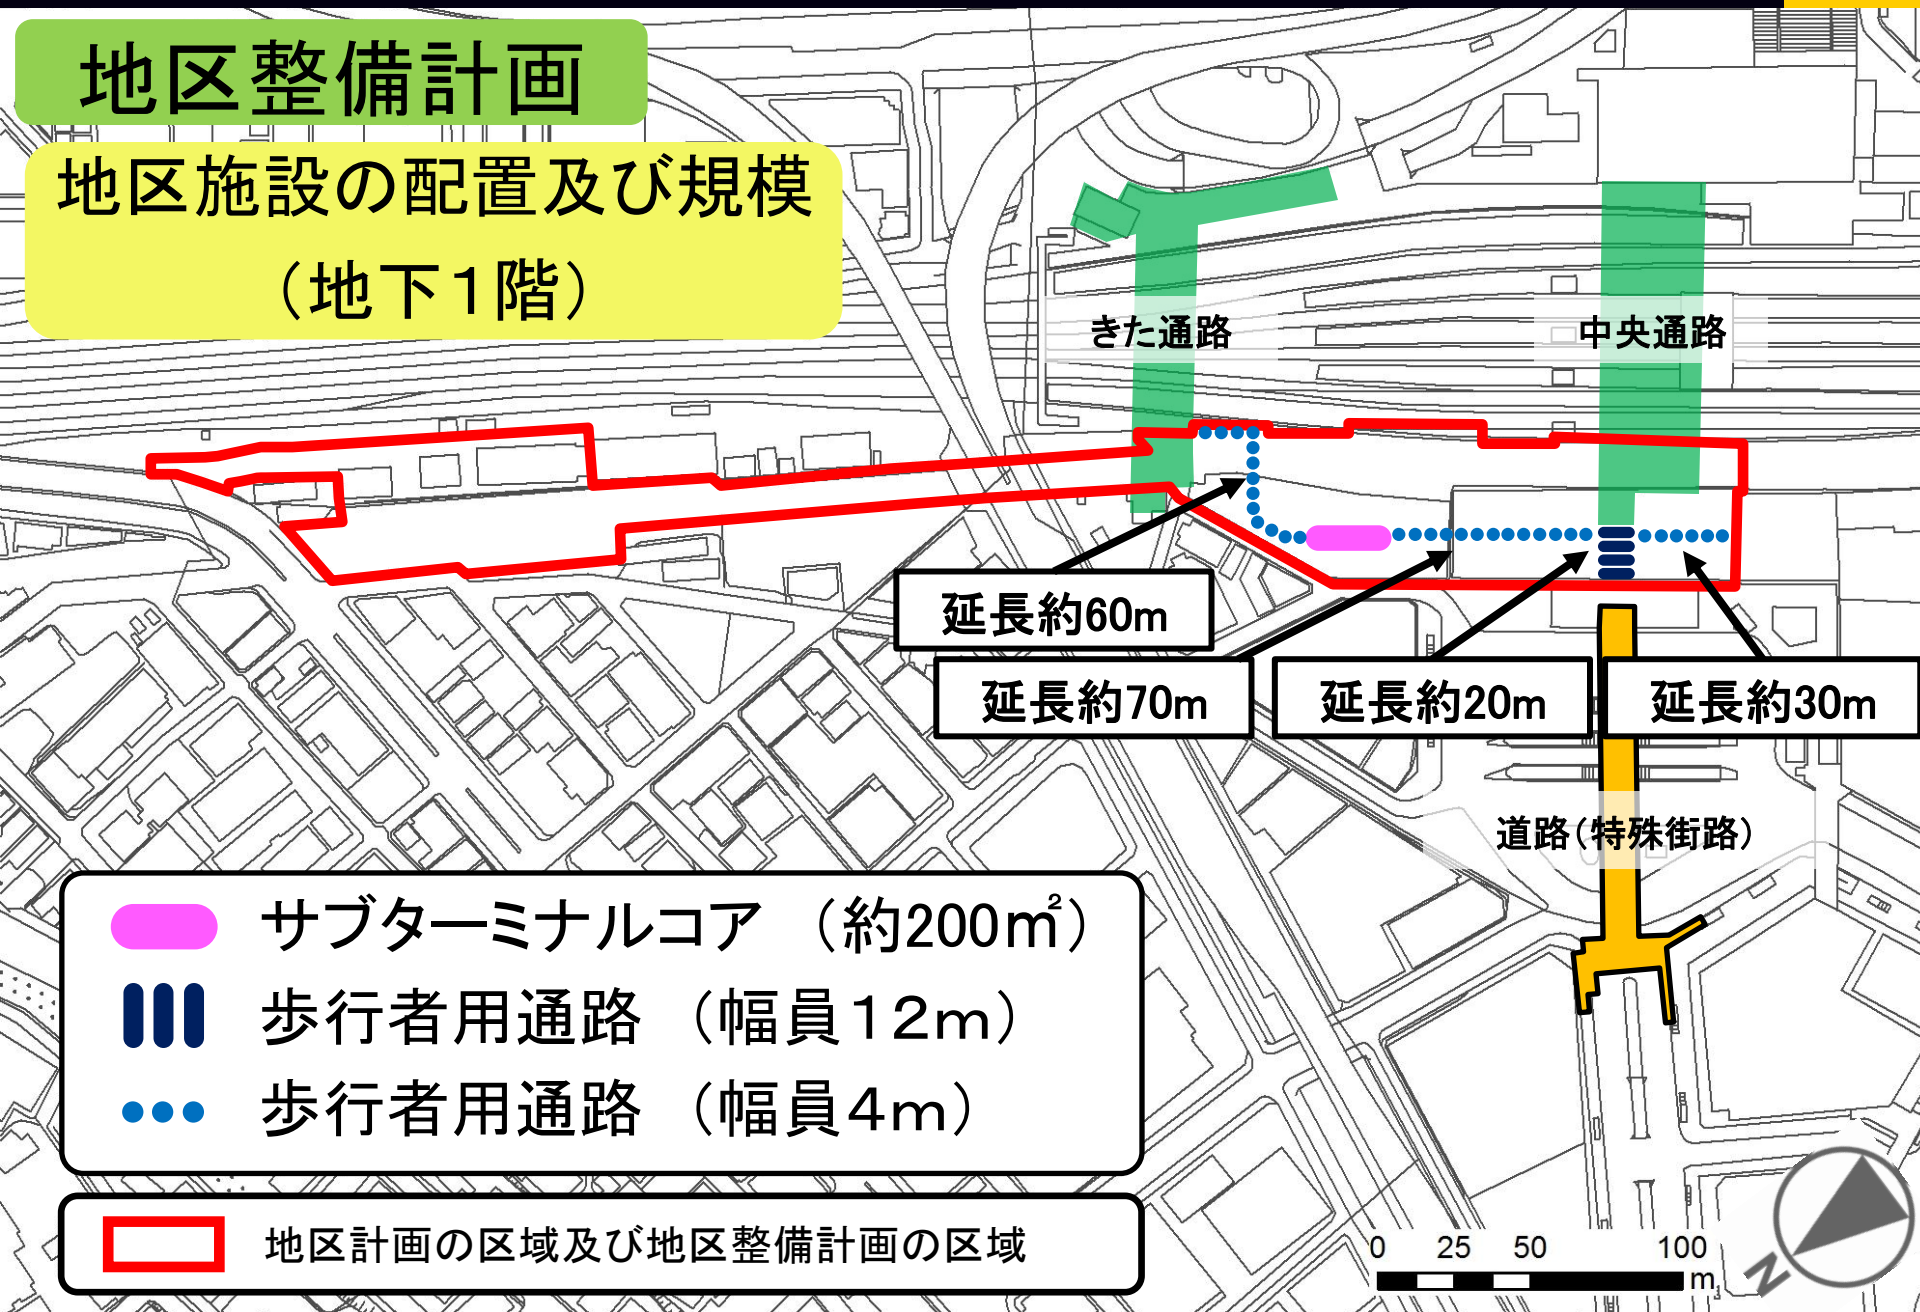 地区整備計画
地区施設の配置及び規模
（地下１階）
きた通路
中央通路
延長約60m
延長約70m
延長約20m
延長約30m
道路（特殊街路）
サブターミナルコア （約200㎡）
歩行者用通路 （幅員１２ｍ）
歩行者用通路 （幅員４ｍ）
地区計画の区域及び地区整備計画の区域
0 25 50 100
m
N